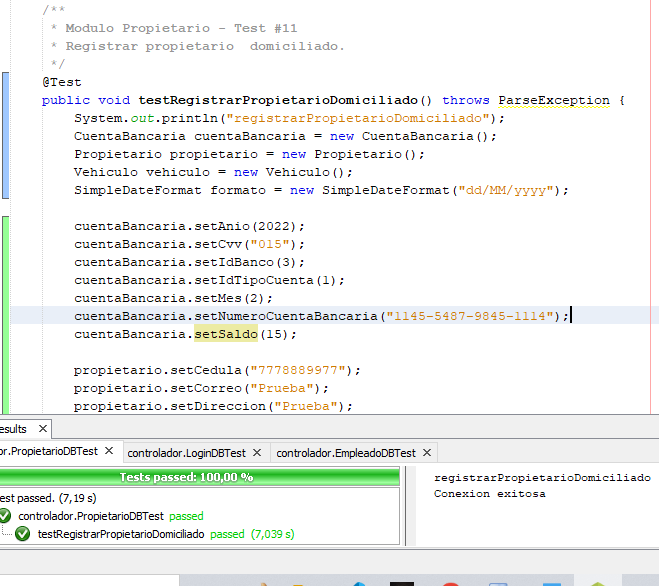 /**
 * Modulo Propietario - Test #11
 * Registrar propietario  domiciliado.
 */
@Test
public void testRegistrarPropietarioDomiciliado() throws ParseException {
System.out.println("registrarPropietarioDomiciliado");
CuentaBancaria cuentaBancaria = new CuentaBancaria();
Propietario propietario = new Propietario();
Vehiculo vehiculo = new Vehiculo();
SimpleDateFormat formato = new SimpleDateFormat("dd/MM/yyyy");
cuentaBancaria.setAnio(2022);
cuentaBancaria.setCvv("015");
cuentaBancaria.setIdBanco(3);
cuentaBancaria.setIdTipoCuenta(1);
cuentaBancaria.setMes(2);
cuentaBancaria.setNumeroCuentaBancaria("1145-5487-9845-1114");
cuentaBancaria.setSaldo(15);
propietario.setCedula("7778889977");
propietario.setCorreo("Prueba");
propietario.setDireccion("Prueba");
esults ×
or.PropietarioDBTest × controlador.LoginDBTest × controlador.EmpleadoDBTest ×
Tests passed: 100,00 %
est passed. (7,19 s)
controlador.PropietarioDBTest passed
testRegistrarPropietarioDomiciliado passed (7,039 s)
registrarPropietarioDomiciliado
Conexion exitosa